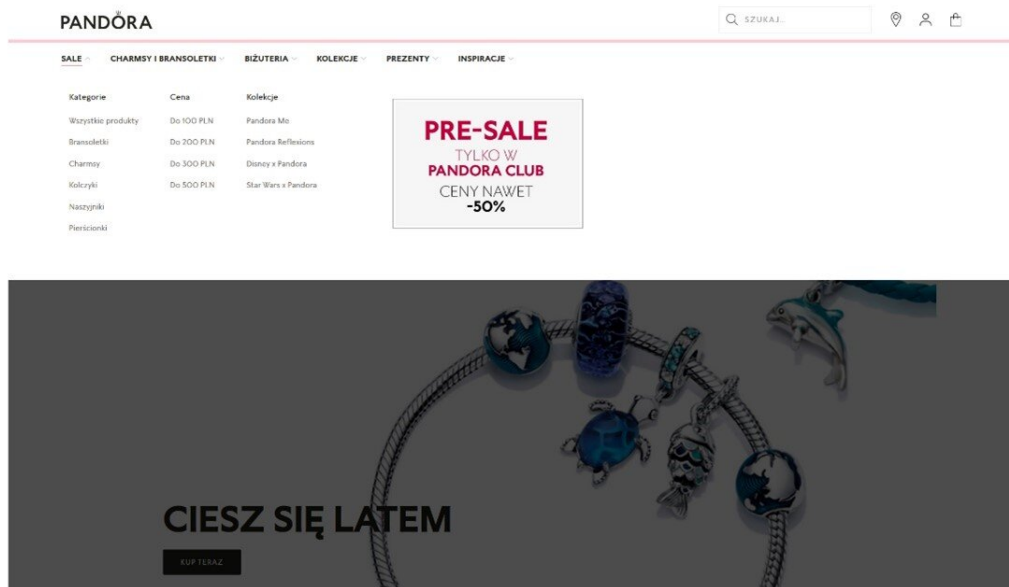 PANDÖRA
SZUKAJ...
SALE CHARMSY I BRANSOLETKI BIŻUTERIA KOLEKCJE PREZENTY INSPIRACJE
Kategorie
Wszystkie produkty
Bransoletki
Charmsy
Kolczyki
Naszyjniki
Pierścionki
Cena
Do 100 PLN
Do 200 PLN
Do 300 PLN
Do 500 PLN
Kolekcje
Pandora Me
Pandora Reflexions
Disney x Pandora
Star Wars x Pandora
PRE-SALE
TYLKO W
PANDORA CLUB
CENY NAWET
-50%
CIESZ SIĘ LATEM
KUP TERAZ